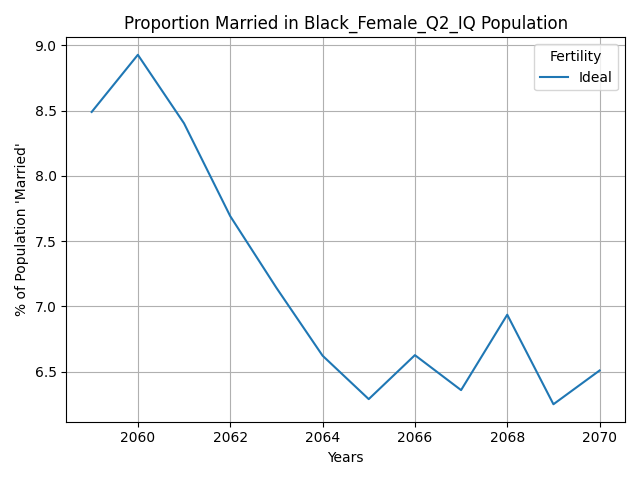 Proportion Married in Black_Female_Q2_IQ Population
% of Population 'Married'
9.0
8.5
8.0
7.5
7.0
6.5
Fertility
Ideal
2060 2062 2064 2066 2068 2070
Years